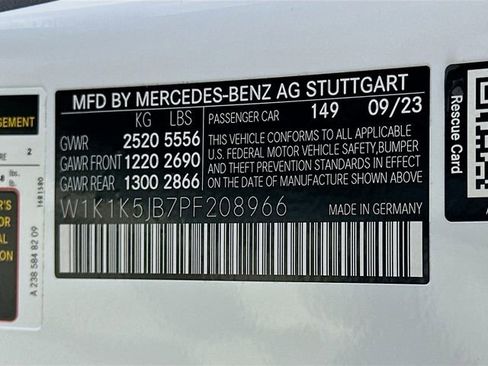 MFD BY MERCEDES-BENZ AG STUTTGART
KG LBS
GVWR 2520 5556
GAWR FRONT 1220 2690
GAWR REAR 1300 2866
PASSENGER CAR 149 09/23
THIS VEHICLE CONFORMS TO ALL APPLICABLE
U.S. FEDERAL MOTOR VEHICLE SAFETY,BUMPER
AND THEFT PREVENTION STANDARDS IN EFFECT
ON THE DATE OF MANUFACTURE SHOWN ABOVE.
W1K1K5JB7PF208966 MADE IN GERMANY
Rescue Card
2
lbs.
A 238 584 82 09